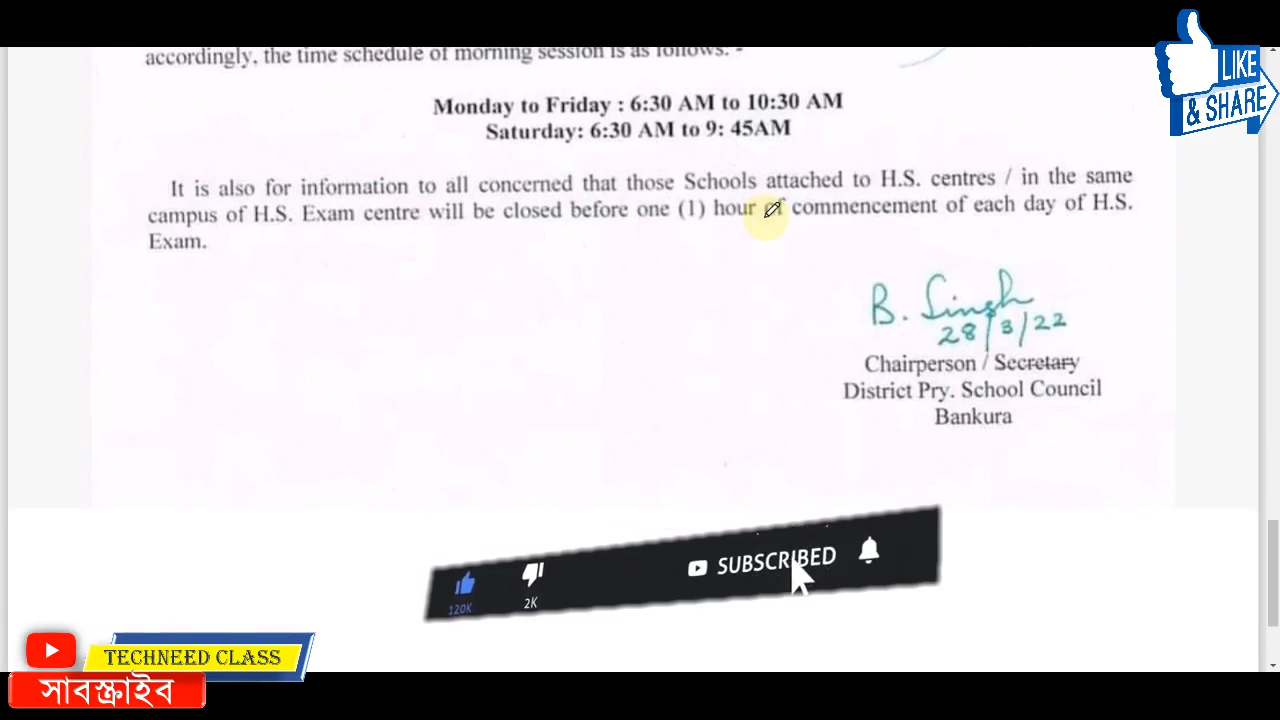 accordingly, the time schedule of morning session is as follows: -
LIKE
& SHARE
Monday to Friday : 6:30 AM to 10:30 AM
Saturday: 6:30 AM to 9: 45AM
It is also for information to all concerned that those Schools attached to H.S. centres / in the same
campus of H.S. Exam centre will be closed before one (1) hour of commencement of each day of H.S.
Exam.
B. Singh
28/3/22
Chairperson / Secretary
District Pry. School Council
Bankura
120K
2K
SUBSCRIBED
TECHNEED CLASS
সাবস্ক্রাইব